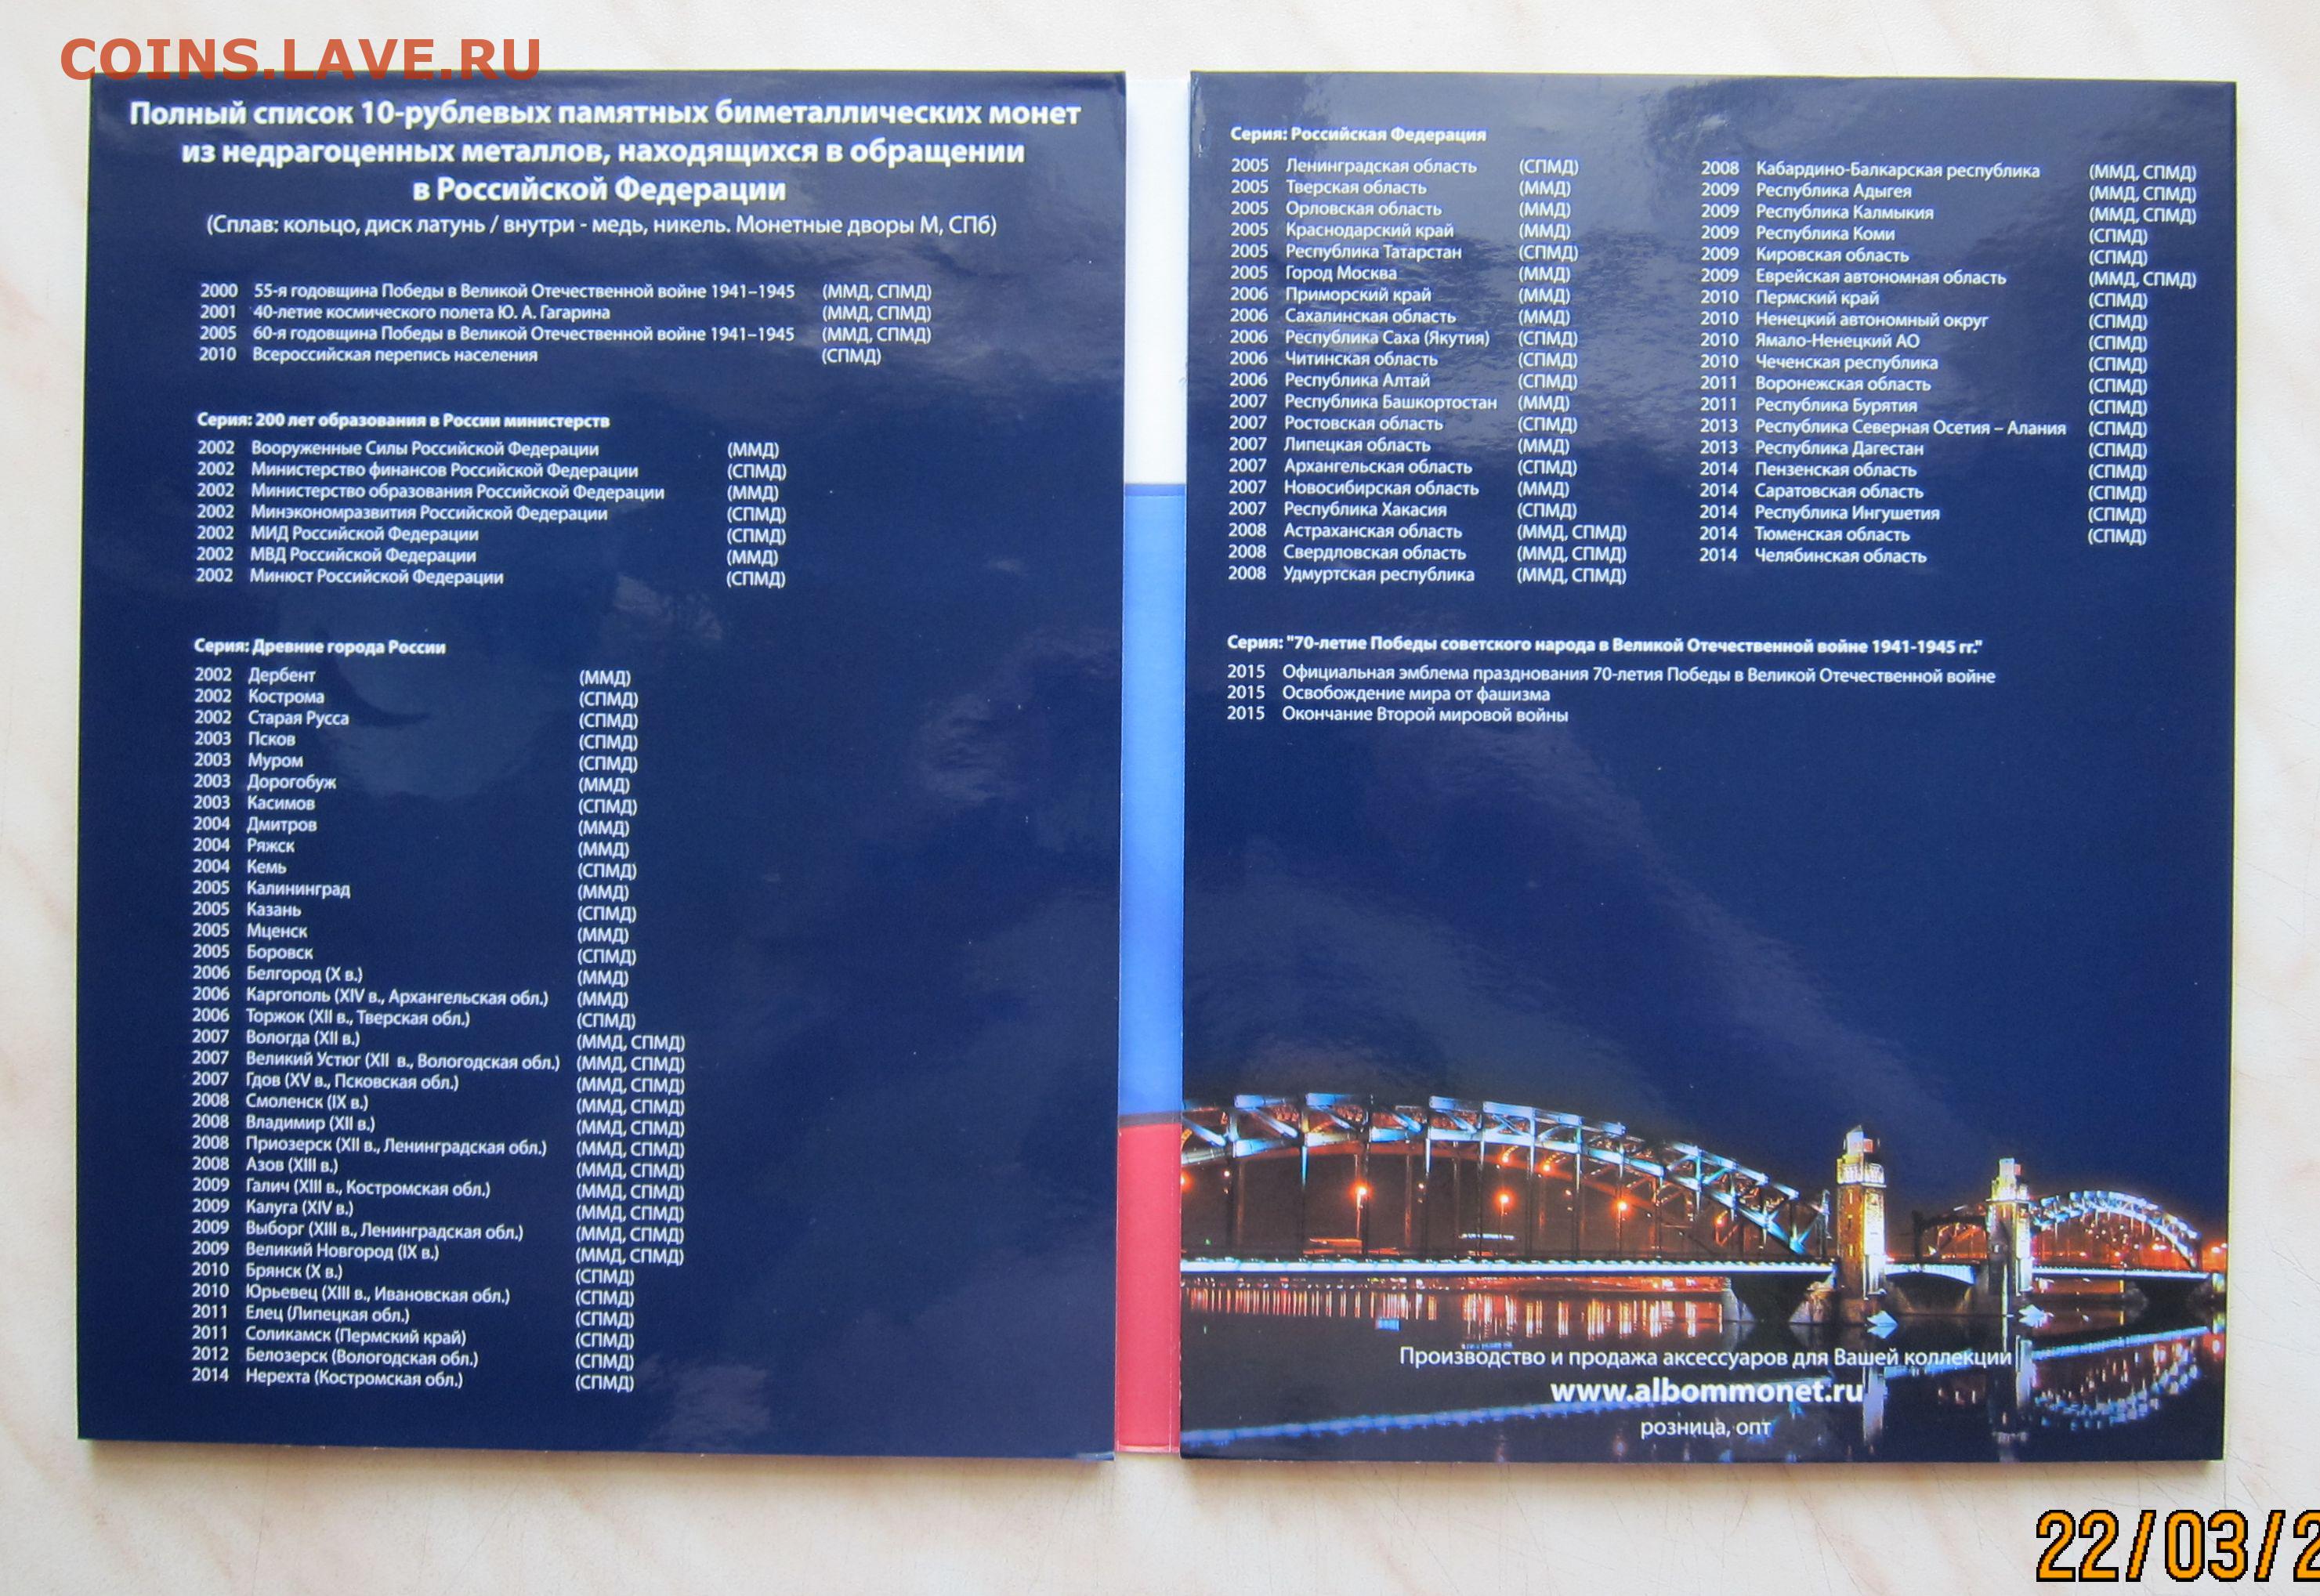 COINS.LAVE.RU
Полный список 10-рублевых памятных биметаллических монет
из недрагоценных металлов, находящихся в обращении
в Российской Федерации
(Сплав: кольцо, диск латунь / внутри - медь, никель. Монетные дворы М, СПб)
2000 55-я годовщина Победы в Великой Отечественной войне 1941–1945 (ММД, СПМД)
2001 40-летие космического полета Ю. А. Гагарина (ММД, СПМД)
2005 60-я годовщина Победы в Великой Отечественной войне 1941–1945 (ММД, СПМД)
2010 Всероссийская перепись населения (СПМД)
Серия: 200 лет образования в России министерств
2002 Вооруженные Силы Российской Федерации (ММД)
2002 Министерство финансов Российской Федерации (СПМД)
2002 Министерство образования Российской Федерации (ММД)
2002 Минэкономразвития Российской Федерации (СПМД)
2002 МИД Российской Федерации (СПМД)
2002 МВД Российской Федерации (ММД)
2002 Минюст Российской Федерации (СПМД)
Серия: Древние города России
2002 Дербент (ММД)
2002 Кострома (СПМД)
2002 Старая Русса (СПМД)
2003 Псков (СПМД)
2003 Муром (СПМД)
2003 Дорогобуж (ММД)
2003 Касимов (СПМД)
2004 Дмитров (ММД)
2004 Ряжск (ММД)
2004 Кемь (СПМД)
2005 Калининград (ММД)
2005 Казань (СПМД)
2005 Мценск (ММД)
2005 Боровск (СПМД)
2006 Белгород (X в.) (ММД)
2006 Каргополь (XIV в., Архангельская обл.) (ММД)
2006 Торжок (XII в., Тверская обл.) (СПМД)
2007 Вологда (XII в.) (ММД, СПМД)
2007 Великий Устюг (XII в., Вологодская обл.) (ММД, СПМД)
2007 Гдов (XV в., Псковская обл.) (ММД, СПМД)
2008 Смоленск (IX в.) (ММД, СПМД)
2008 Владимир (XII в.) (ММД, СПМД)
2008 Приозерск (XII в., Ленинградская обл.) (ММД, СПМД)
2008 Азов (XIII в.) (ММД, СПМД)
2009 Галич (XIII в., Костромская обл.) (ММД, СПМД)
2009 Калуга (XIV в.) (ММД, СПМД)
2009 Выборг (XIII в., Ленинградская обл.) (ММД, СПМД)
2009 Великий Новгород (IX в.) (ММД, СПМД)
2010 Брянск (X в.) (СПМД)
2010 Юрьевец (XIII в., Ивановская обл.) (СПМД)
2011 Елец (Липецкая обл.) (СПМД)
2011 Соликамск (Пермский край) (СПМД)
2012 Белозерск (Вологодская обл.) (СПМД)
2014 Нерехта (Костромская обл.) (СПМД)
Серия: Российская Федерация
2005 Ленинградская область (СПМД)
2005 Тверская область (ММД)
2005 Орловская область (ММД)
2005 Краснодарский край (ММД)
2005 Республика Татарстан (СПМД)
2005 Город Москва (ММД)
2006 Приморский край (ММД)
2006 Сахалинская область (ММД)
2006 Республика Саха (Якутия) (СПМД)
2006 Читинская область (СПМД)
2006 Республика Алтай (СПМД)
2007 Республика Башкортостан (ММД)
2007 Ростовская область (СПМД)
2007 Липецкая область (ММД)
2007 Архангельская область (СПМД)
2007 Новосибирская область (ММД)
2007 Республика Хакасия (СПМД)
2008 Астраханская область (ММД, СПМД)
2008 Свердловская область (ММД, СПМД)
2008 Удмуртская республика (ММД, СПМД)
2008 Кабардино-Балкарская республика (ММД, СПМД)
2009 Республика Адыгея (ММД, СПМД)
2009 Республика Калмыкия (ММД, СПМД)
2009 Республика Коми (СПМД)
2009 Кировская область (СПМД)
2009 Еврейская автономная область (ММД, СПМД)
2010 Пермский край (СПМД)
2010 Ненецкий автономный округ (СПМД)
2010 Ямало-Ненецкий АО (СПМД)
2010 Чеченская республика (СПМД)
2011 Воронежская область (СПМД)
2011 Республика Бурятия (СПМД)
2013 Республика Северная Осетия – Алания (СПМД)
2013 Республика Дагестан (СПМД)
2014 Пензенская область (СПМД)
2014 Саратовская область (СПМД)
2014 Республика Ингушетия (СПМД)
2014 Тюменская область (СПМД)
2014 Челябинская область
Серия: "70-летие Победы советского народа в Великой Отечественной войне 1941-1945 гг."
2015 Официальная эмблема празднования 70-летия Победы в Великой Отечественной войне
2015 Освобождение мира от фашизма
2015 Окончание Второй мировой войны
Производство и продажа аксессуаров для Вашей коллекции
www.albommonet.ru
розница, опт
22/03/2